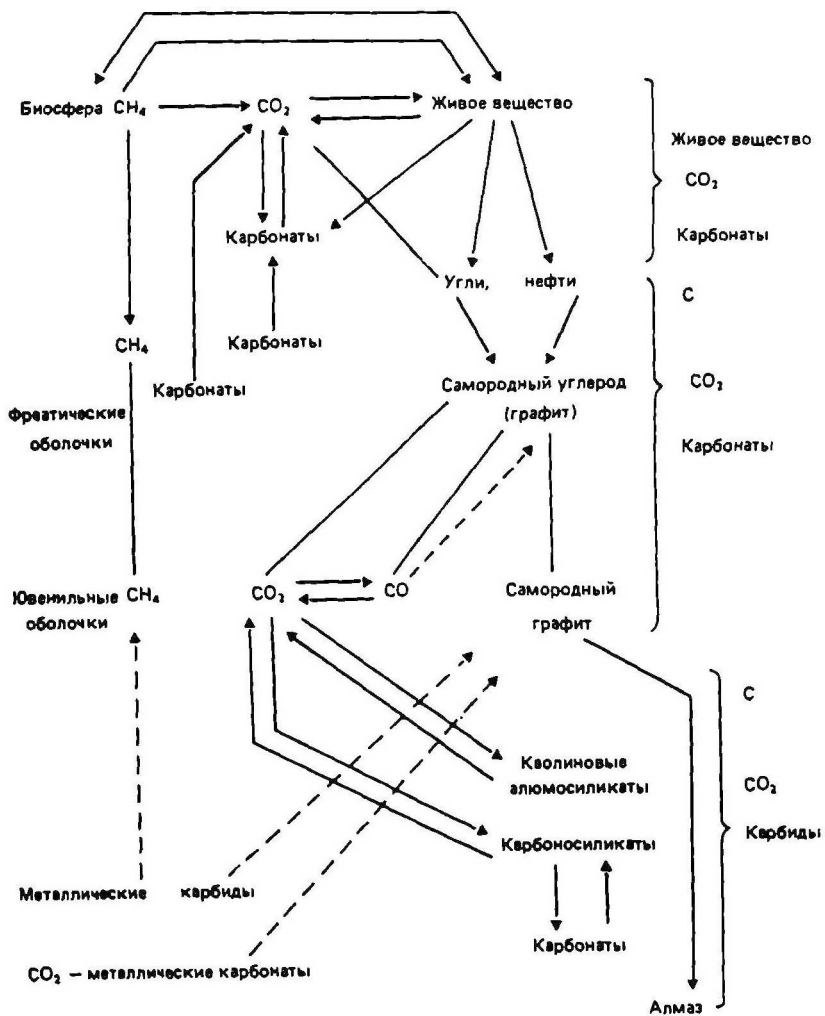 Биосфера CH₄ CO₂ Живое вещество
Живое вещество
CO₂
Карбонаты
Карбонаты
Угли, нефти
C
CH₄
Карбонаты
Карбонаты
Самородный углерод
(графит)
CO₂
Карбонаты
Фреатические
оболочки
Ювенильные CH₄
оболочки
CO₂
CO
Самородный
графит
C
Каолиновые
алюмосиликаты
CO₂
Карбиды
Карбоносиликаты
Металлические карбиды
Карбонаты
CO₂ — металлические карбонаты
Алмаз